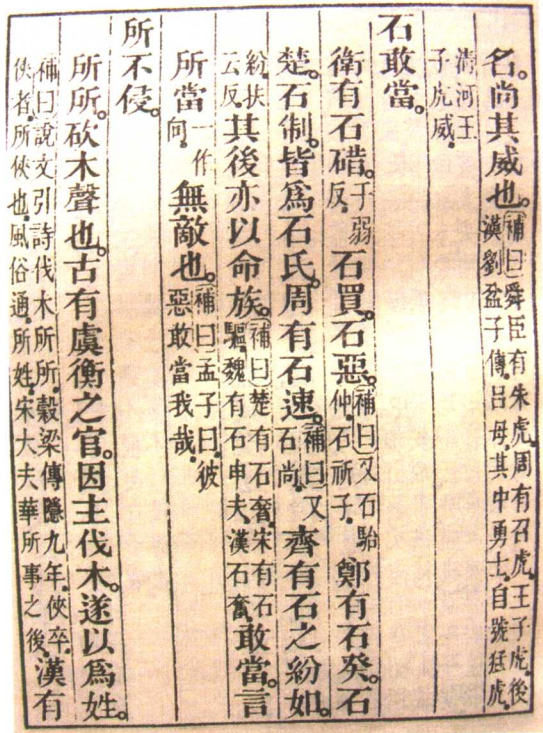 名。尚其威也。〔補曰〕舜臣有朱虎。周有召虎。王子虎。後漢劉盆子傳。呂母。其中勇士。自號猛虎。
清河王子虎威。
石敢當。
衛有石碏。于弱反。石買。石惡。〔補曰〕又石駘仲。石祈子。鄭有石癸。石
楚。石制。皆爲石氏。周有石速。〔補曰〕又石尚。齊有石之紛如。
紛扶云反其後亦以命族。〔補曰〕楚有石奢。宋有石驅。魏有石申夫。漢石奮。敢當。言
所當一作向。無敵也。〔補曰〕孟子曰。彼惡敢當我哉。
所不侵。
所所。砍木聲也。古有虞衡之官。因主伐木。遂以爲姓。
〔補曰〕說文引詩伐木所所。穀梁傳隱九年。俠卒。俠者。所俠也。風俗通。所姓。宋大夫華所事之後。漢有